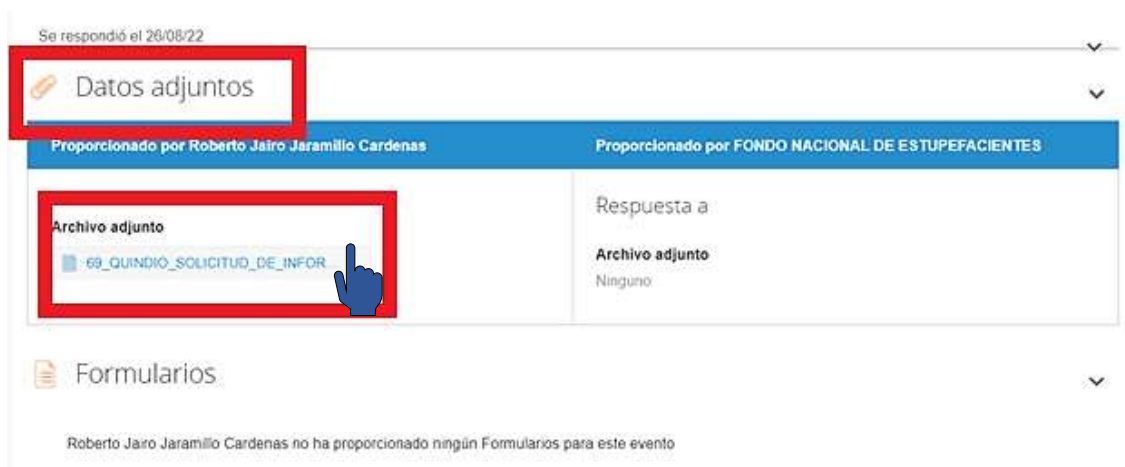 Se respondió el 26/08/22
Datos adjuntos
Proporcionado por Roberto Jairo Jaramillo Cardenas
Proporcionado por FONDO NACIONAL DE ESTUPEFACIENTES
Archivo adjunto
69_QUINDIO_SOLICITUD_DE_INFOR
Respuesta a
Archivo adjunto
Ninguno
Formularios
Roberto Jairo Jaramillo Cardenas no ha proporcionado ningún Formularios para este evento